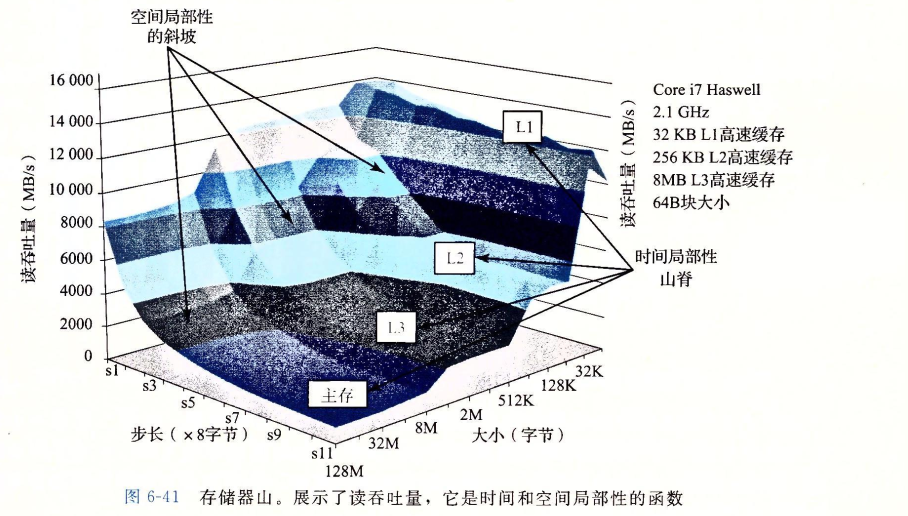 空间局部性
的斜坡
16 000
14 000
12 000
10 000
8000
6000
4000
2000
0
读吞吐量（MB/s）
L1
L2
L3
主存
读吞吐量（MB/s）
Core i7 Haswell
2.1 GHz
32 KB L1高速缓存
256 KB L2高速缓存
8MB L3高速缓存
64B块大小
时间局部性
山脊
s1
s3
s5
s7
s9
s11
步长（×8字节）
128M
32M
8M
2M
512K
128K
32K
大小（字节）
图 6-41 存储器山。展示了读吞吐量，它是时间和空间局部性的函数